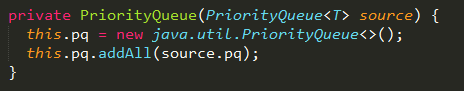 private PriorityQueue(PriorityQueue<T> source) {
  this.pq = new java.util.PriorityQueue<>();
  this.pq.addAll(source.pq);
}